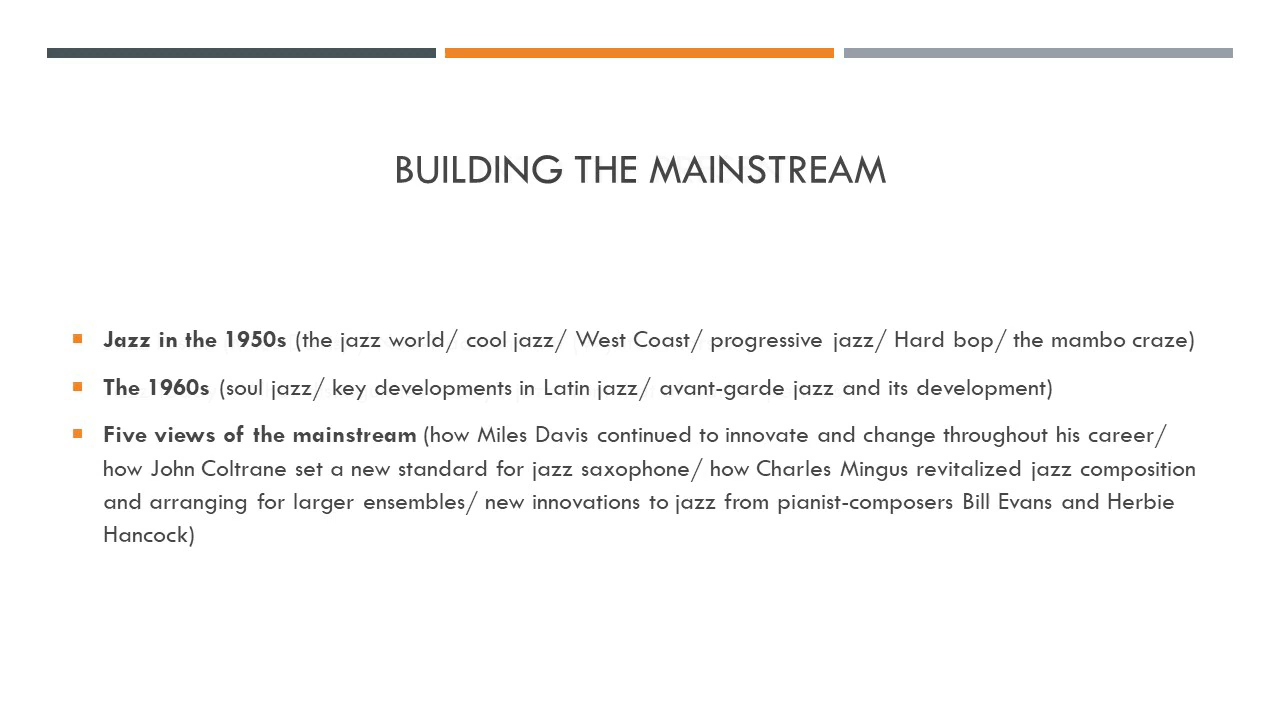 BUILDING THE MAINSTREAM
Jazz in the 1950s (the jazz world/ cool jazz/ West Coast/ progressive jazz/ Hard bop/ the mambo craze)
The 1960s (soul jazz/ key developments in Latin jazz/ avant-garde jazz and its development)
Five views of the mainstream (how Miles Davis continued to innovate and change throughout his career/
how John Coltrane set a new standard for jazz saxophone/ how Charles Mingus revitalized jazz composition
and arranging for larger ensembles/ new innovations to jazz from pianist-composers Bill Evans and Herbie
Hancock)